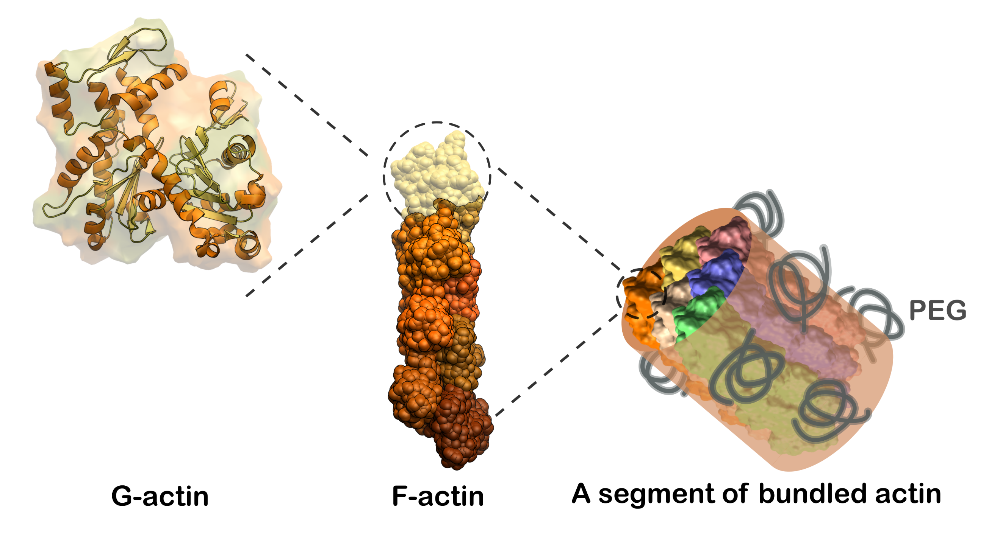 PEG
G-actin
F-actin
A segment of bundled actin